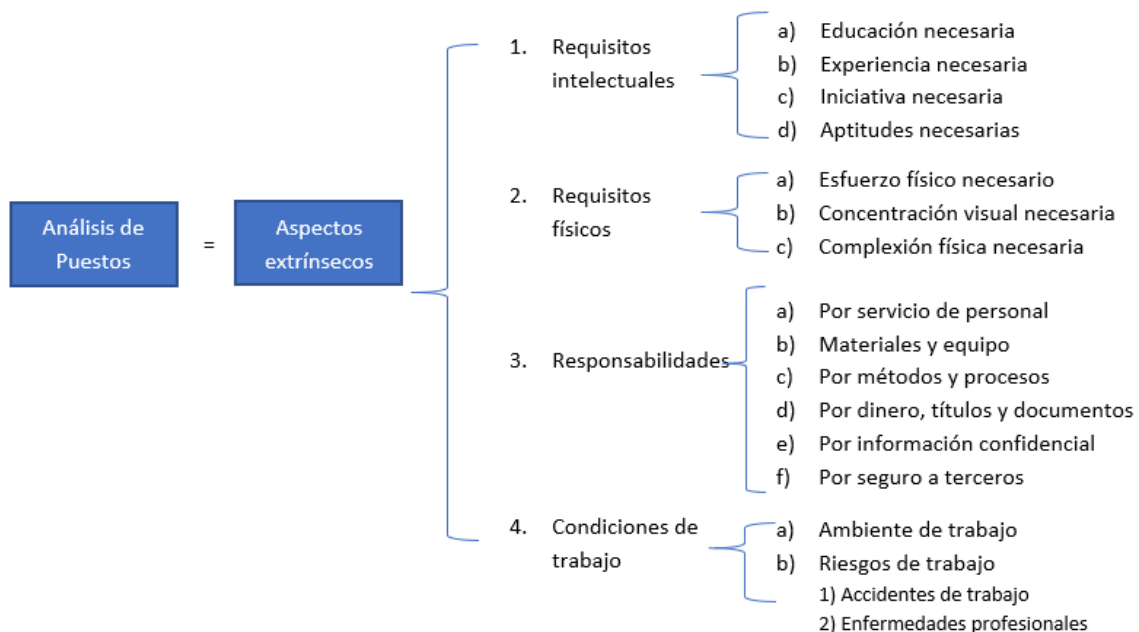 Análisis de
Puestos
=
Aspectos
extrínsecos
1. Requisitos
intelectuales
a) Educación necesaria
b) Experiencia necesaria
c) Iniciativa necesaria
d) Aptitudes necesarias
2. Requisitos
físicos
a) Esfuerzo físico necesario
b) Concentración visual necesaria
c) Complexión física necesaria
3. Responsabilidades
a) Por servicio de personal
b) Materiales y equipo
c) Por métodos y procesos
d) Por dinero, títulos y documentos
e) Por información confidencial
f) Por seguro a terceros
4. Condiciones de
trabajo
a) Ambiente de trabajo
b) Riesgos de trabajo
1) Accidentes de trabajo
2) Enfermedades profesionales